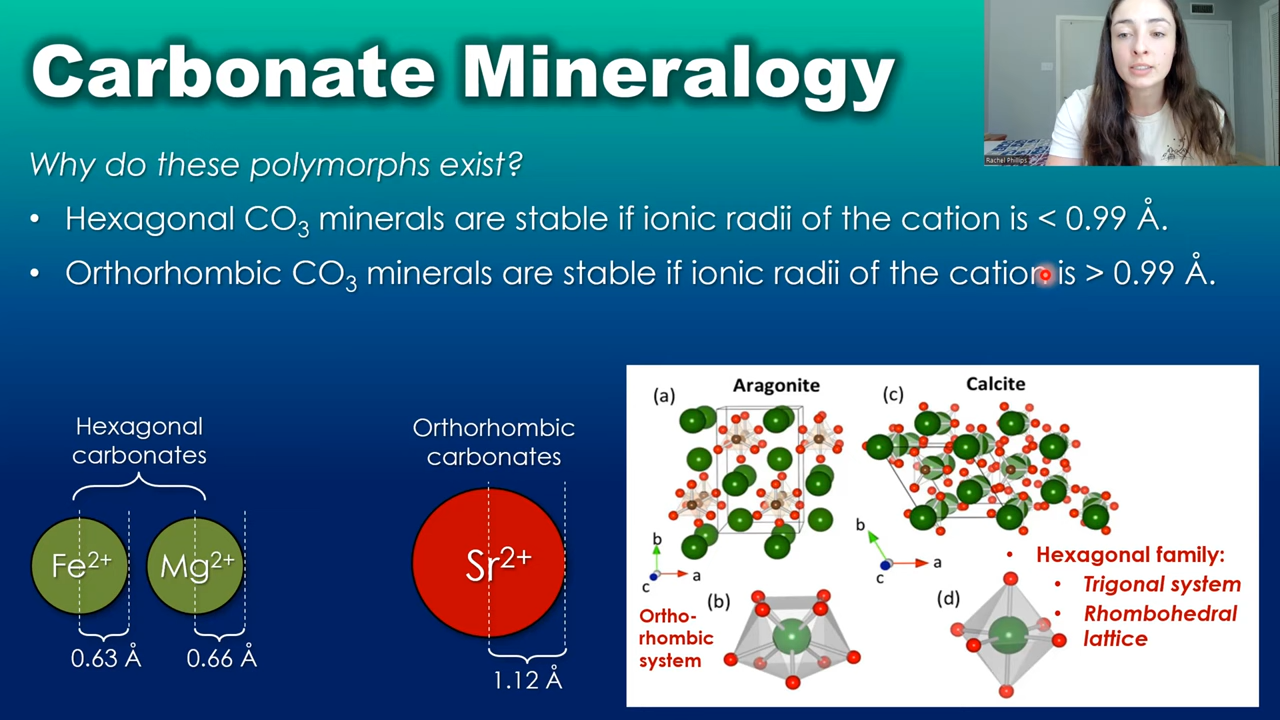 Carbonate Mineralogy
Rachel Phillips
Why do these polymorphs exist?
• Hexagonal CO₃ minerals are stable if ionic radii of the cation is < 0.99 Å.
• Orthorhombic CO₃ minerals are stable if ionic radii of the cation is > 0.99 Å.
Hexagonal
carbonates
Fe²⁺
Mg²⁺
0.63 Å
0.66 Å
Orthorhombic
carbonates
Sr²⁺
1.12 Å
(a)
Aragonite
b
a
c
Ortho-
rhombic
system
(b)
(c)
Calcite
b
a
c
(d)
• Hexagonal family:
• Trigonal system
• Rhombohedral
lattice